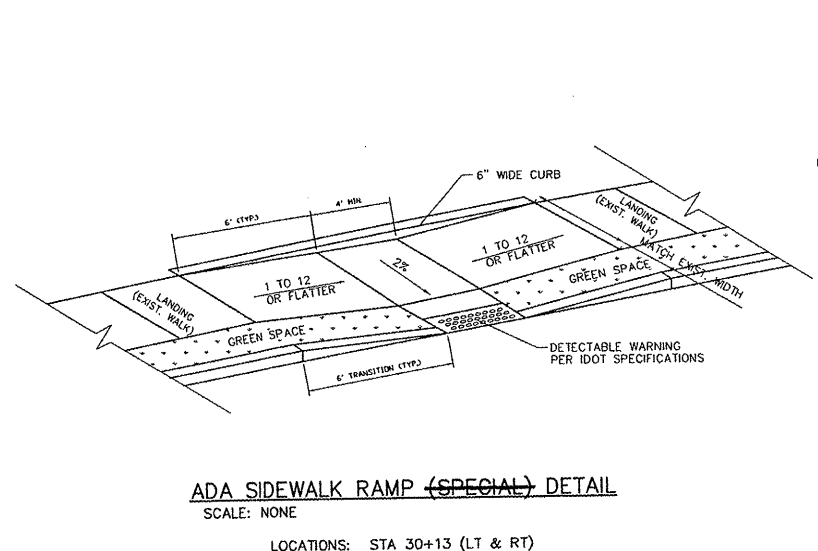 6" WIDE CURB
6' (TYP.)
4' MIN
LANDING
(EXIST. WALK)
1 TO 12
OR FLATTER
2%
MATCH EXIST. WIDTH
1 TO 12
OR FLATTER
GREEN SPACE
LANDING
(EXIST. WALK)
GREEN SPACE
DETECTABLE WARNING
PER IDOT SPECIFICATIONS
6' TRANSITION (TYP.)
ADA SIDEWALK RAMP (SPECIAL) DETAIL
SCALE: NONE
LOCATIONS: STA 30+13 (LT & RT)